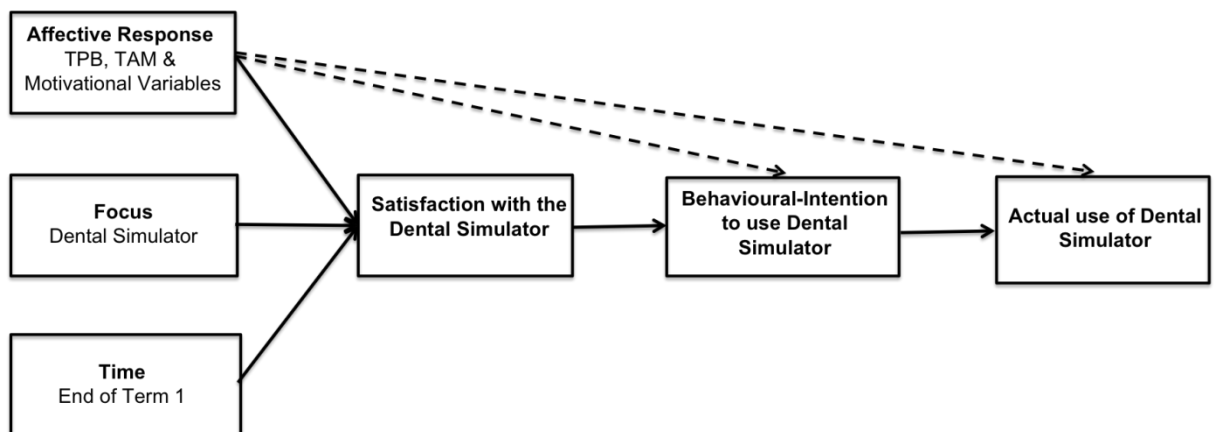 Affective Response
TPB, TAM &
Motivational Variables
Focus
Dental Simulator
Time
End of Term 1
Satisfaction with the
Dental Simulator
Behavioural-Intention
to use Dental
Simulator
Actual use of Dental
Simulator